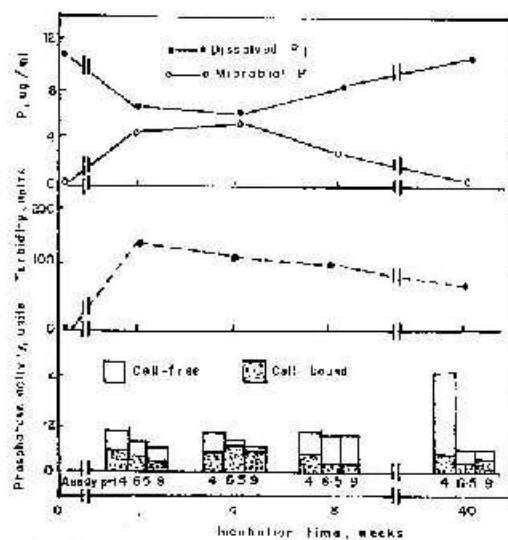 12
Dissolved Pi
Microbial P
P, ug/ml
8
4
0
200
Turbidity, units
100
0
Cell-free
Cell-bound
4
Phosphatase activity, units
2
0
Assay pH 4 6·5 9
4 6·5 9
4 6·5 9
4 6·5 9
0
40
Incubation time, weeks